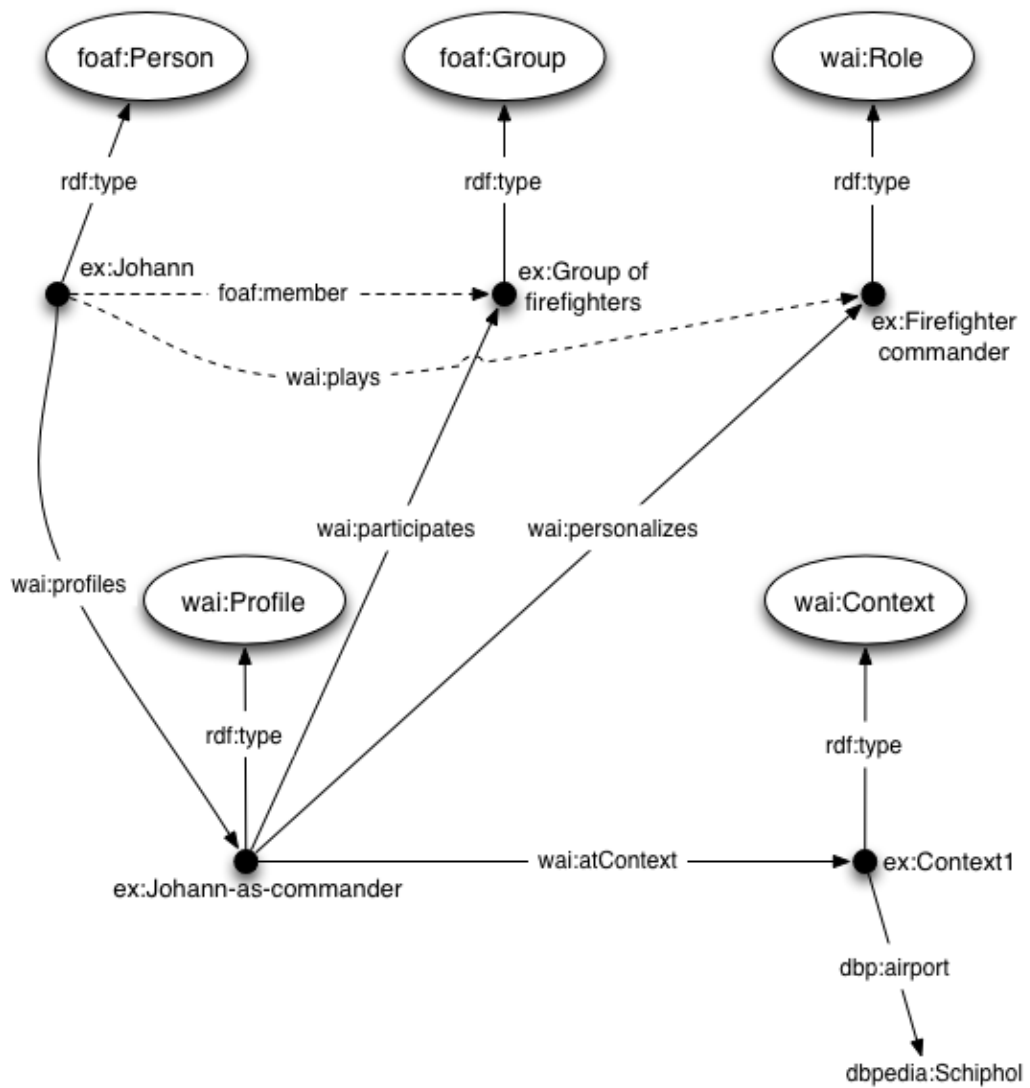 foaf:Person
foaf:Group
wai:Role
rdf:type
rdf:type
rdf:type
ex:Johann
foaf:member
ex:Group of
firefighters
ex:Firefighter
commander
wai:plays
wai:participates
wai:personalizes
wai:profiles
wai:Profile
wai:Context
rdf:type
rdf:type
wai:atContext
ex:Context1
ex:Johann-as-commander
dbp:airport
dbpedia:Schiphol